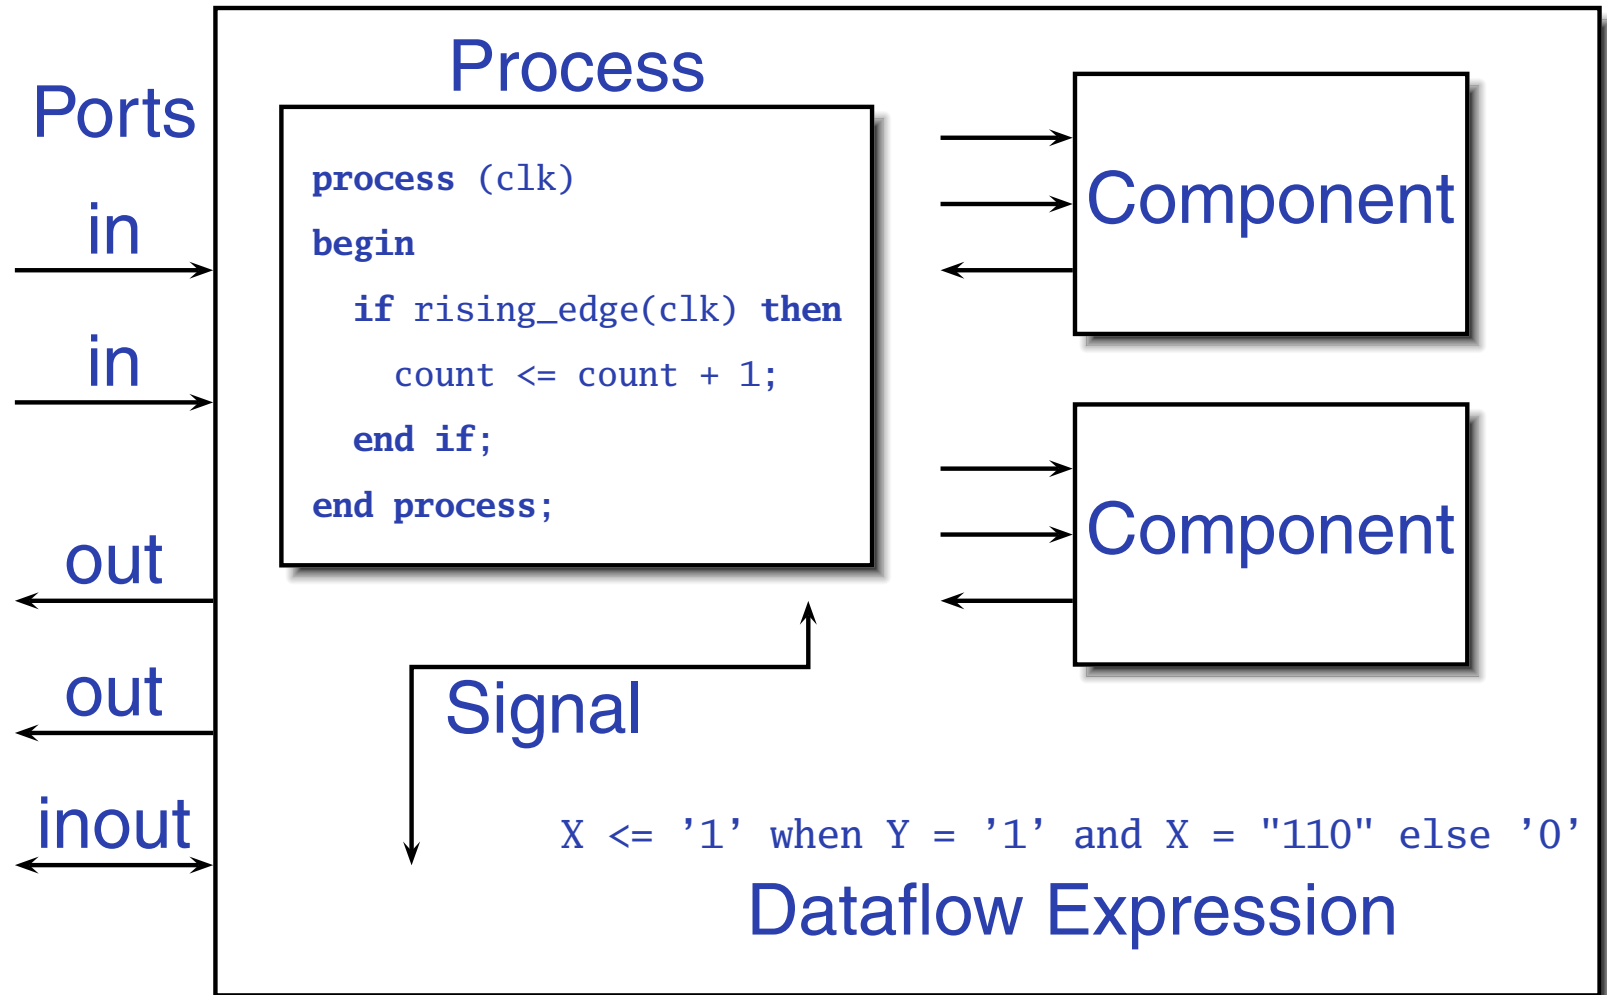 Ports
in
in
out
out
inout
Process
process (clk)
begin
if rising_edge(clk) then
count <= count + 1;
end if;
end process;
Component
Component
Signal
X <= ’1’ when Y = ’1’ and X = "110" else ’0’
Dataflow Expression